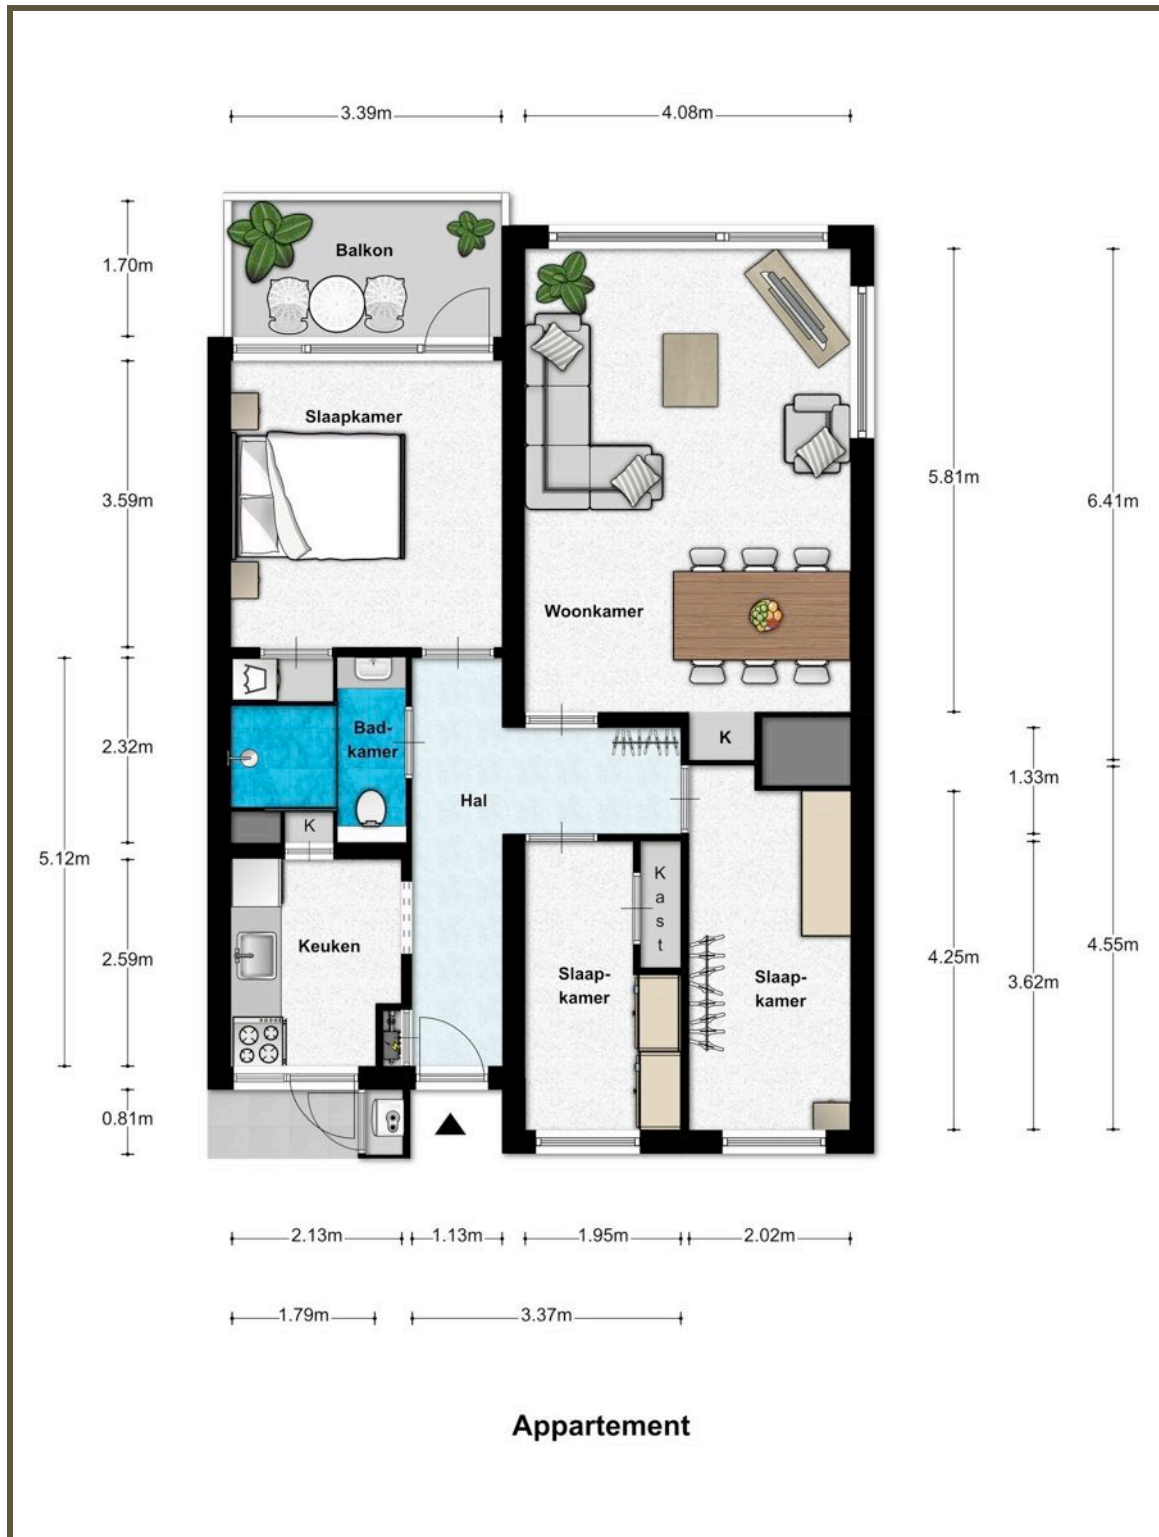 3.39m
4.08m
1.70m
Balkon
Slaapkamer
3.59m
5.81m
6.41m
Woonkamer
Bad-
kamer
K
2.32m
1.33m
Hal
K
5.12m
K
a
s
t
Keuken
2.59m
4.25m
3.62m
4.55m
Slaap-
kamer
Slaap-
kamer
0.81m
2.13m
1.13m
1.95m
2.02m
1.79m
3.37m
Appartement